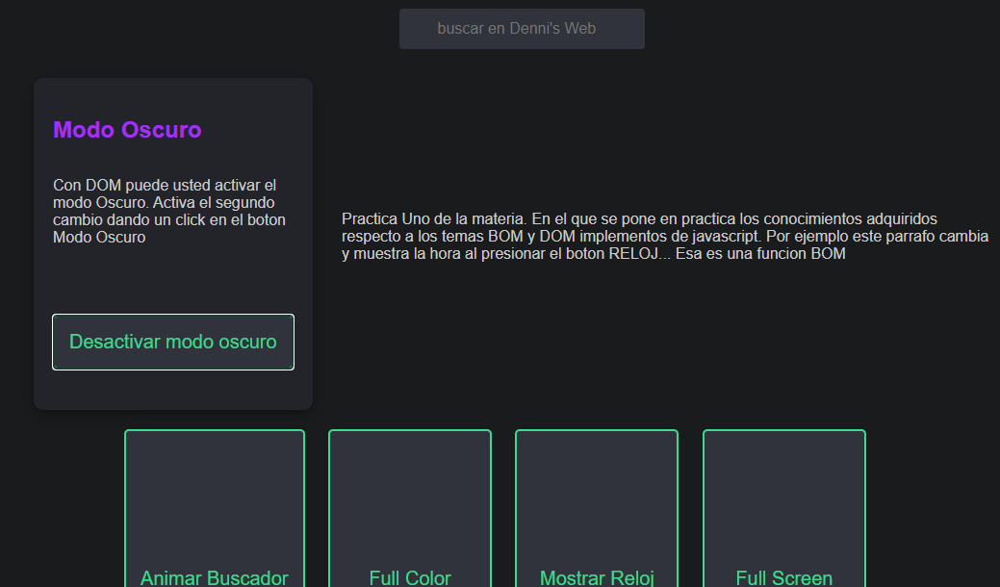 buscar en Denni's Web
Modo Oscuro
Con DOM puede usted activar el
modo Oscuro. Activa el segundo
cambio dando un click en el boton
Modo Oscuro
Practica Uno de la materia. En el que se pone en practica los conocimientos adquiridos
respecto a los temas BOM y DOM implementos de javascript. Por ejemplo este parrafo cambia
y muestra la hora al presionar el boton RELOJ... Esa es una funcion BOM
Desactivar modo oscuro
Animar Buscador
Full Color
Mostrar Reloj
Full Screen